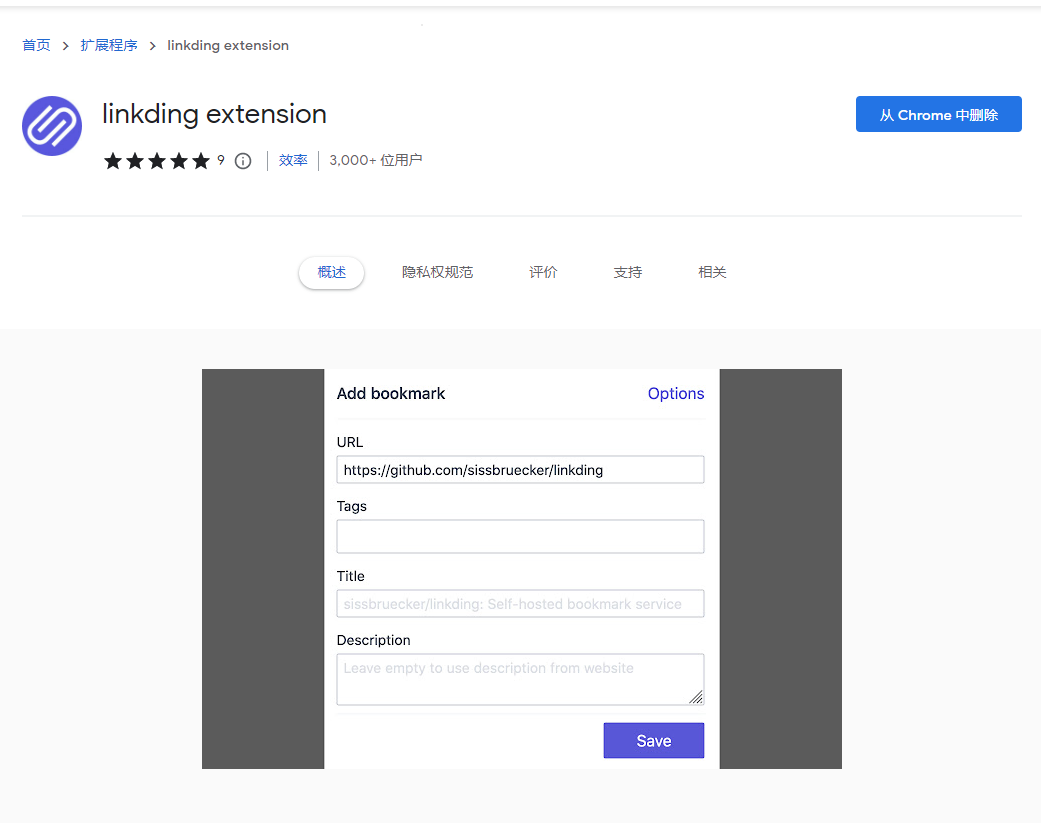 首页 > 扩展程序 > linkding extension
linkding extension
从 Chrome 中删除
9 效率 3,000+ 位用户
概述 隐私权规范 评价 支持 相关
Add bookmark Options
URL
https://github.com/sissbruecker/linkding
Tags
Title
sissbruecker/linkding: Self-hosted bookmark service
Description
Leave empty to use description from website
Save